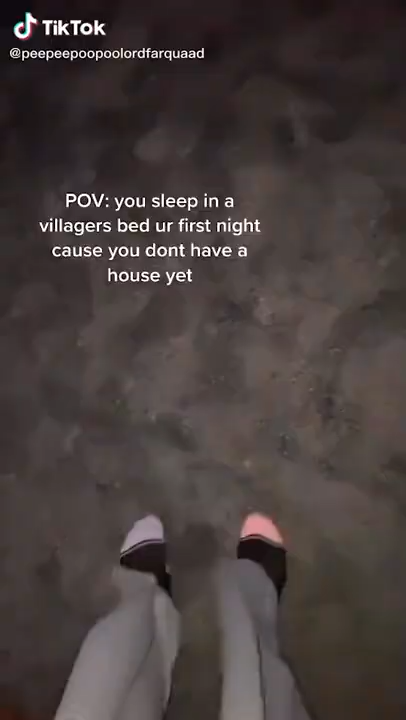 TikTok
@peepeepoopoolordfarquaad
POV: you sleep in a
villagers bed ur first night
cause you dont have a
house yet